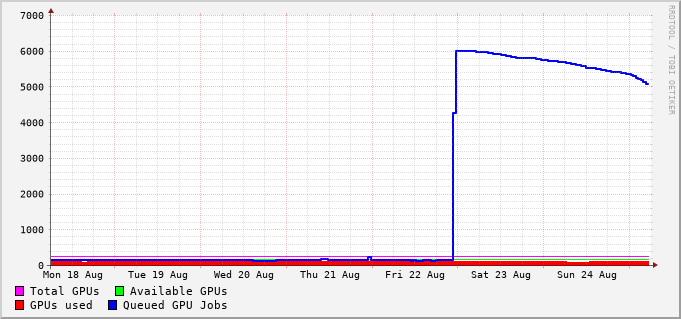 7000
6000
5000
4000
3000
2000
1000
0
Mon 18 Aug Tue 19 Aug Wed 20 Aug Thu 21 Aug Fri 22 Aug Sat 23 Aug Sun 24 Aug
Total GPUs Available GPUs
GPUs used Queued GPU Jobs
RRDTOOL / TOBI OETIKER